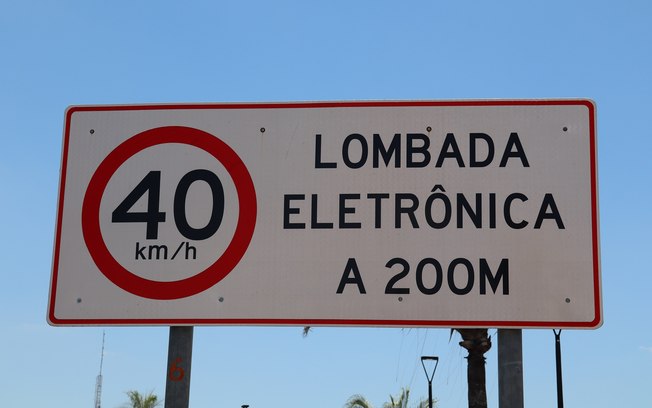 40
km/h
LOMBADA
ELETRÔNICA
A 200M